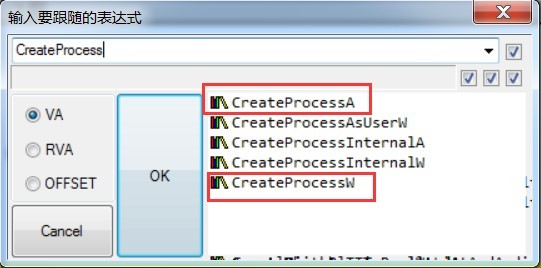 输入要跟随的表达式
CreateProcess
VA
RVA
OFFSET
OK
Cancel
CreateProcessA
CreateProcessAsUserW
CreateProcessInternalA
CreateProcessInternalW
CreateProcessW